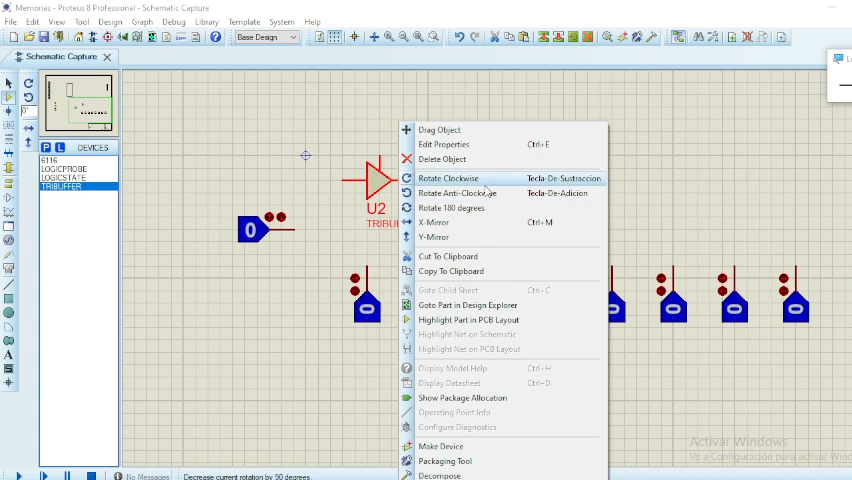 Memorias - Proteus 8 Professional - Schematic Capture
File Edit View Tool Design Graph Debug Library Template System Help
Base Design
Schematic Capture
0°
P L DEVICES
6116
LOGICPROBE
LOGICSTATE
TRIBUFFER
U2
TRIBUF
0
0
0
0
0
Drag Object
Edit Properties Ctrl+E
Delete Object
Rotate Clockwise Tecla-De-Sustraccion
Rotate Anti-Clockwise Tecla-De-Adicion
Rotate 180 degrees
X-Mirror Ctrl+M
Y-Mirror
Cut To Clipboard
Copy To Clipboard
Goto Child Sheet Ctrl+C
Goto Part in Design Explorer
Highlight Part in PCB Layout
Highlight Net on Schematic
Highlight Net on PCB Layout
Display Model Help Ctrl+H
Display Datasheet Ctrl+D
Show Package Allocation
Operating Point Info
Configure Diagnostics
Make Device
Packaging Tool
Decompose
Activar Windows
Ve a Configuración para activar Wind
No Messages Decrease current rotation by 90 degrees.